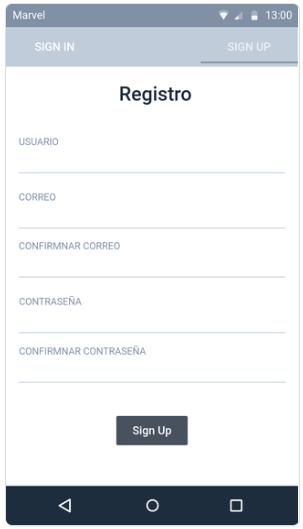 Marvel
13:00
SIGN IN
SIGN UP
Registro
USUARIO
CORREO
CONFIRMNAR CORREO
CONTRASEÑA
CONFIRMNAR CONTRASEÑA
Sign Up